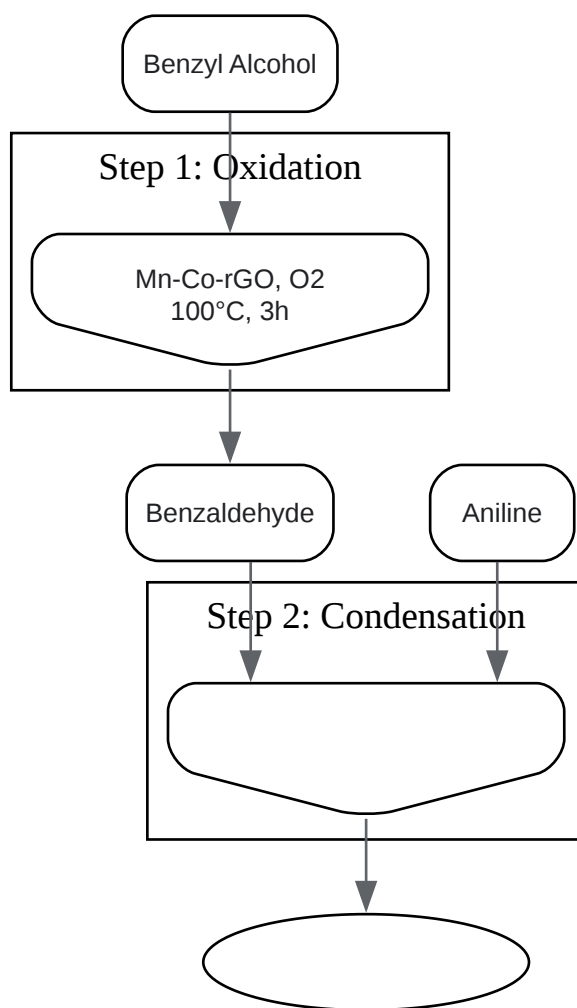 Benzyl Alcohol
Step 1: Oxidation
Mn-Co-rGO, O2
100°C, 3h
Benzaldehyde
Aniline
Step 2: Condensation